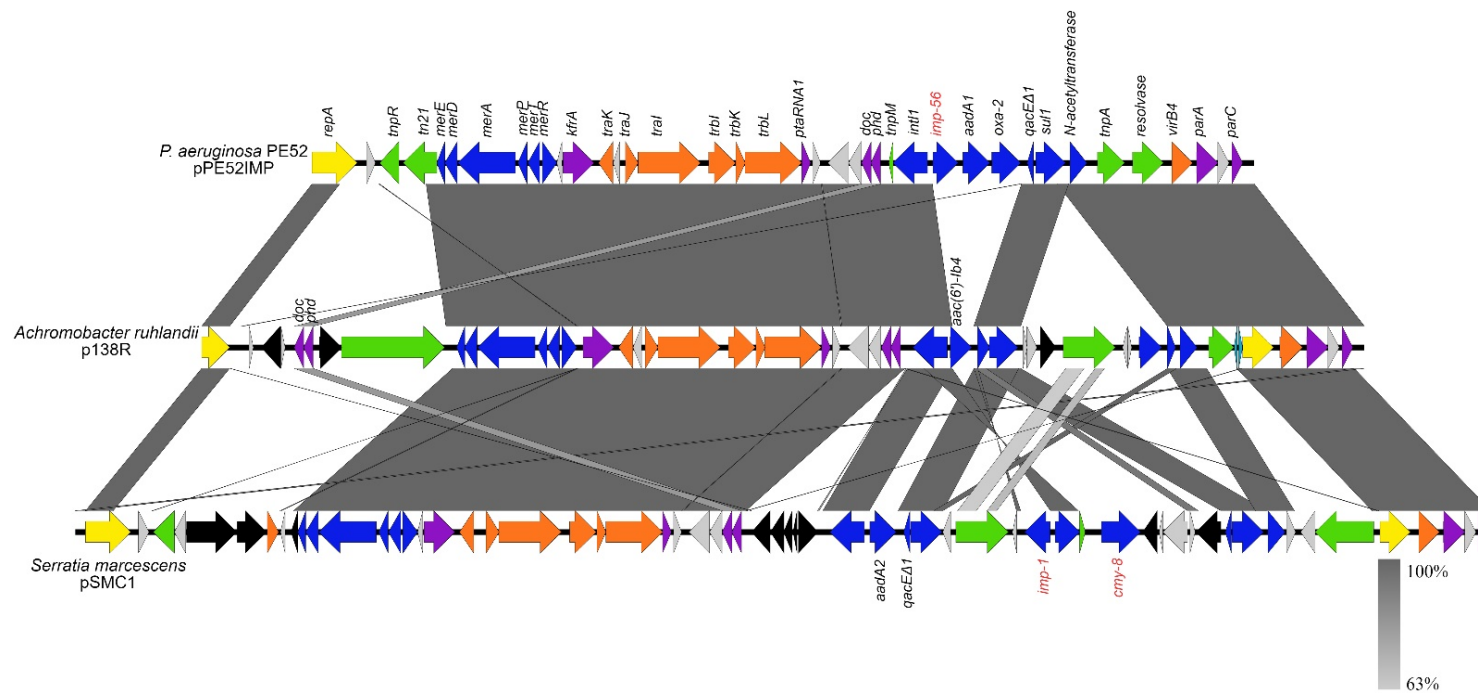 repA
tnpR
tn21
merE
merD
merA
merP
merT
merR
kfrA
traK
traJ
traI
trbI
trbK
trbL
ptaRNA1
doc
phd
tnpM
intI1
imp-56
aadA1
oxa-2
qacEΔ1
sul1
N-acetyltransferase
tnpA
resolvase
virB4
parA
parC
P. aeruginosa PE52
pPE52IMP
doc
phd
aac(6')-Ib4
Achromobacter ruhlandii
p138R
Serratia marcescens
pSMC1
aadA2
qacEΔ1
imp-1
cmy-8
100%
63%